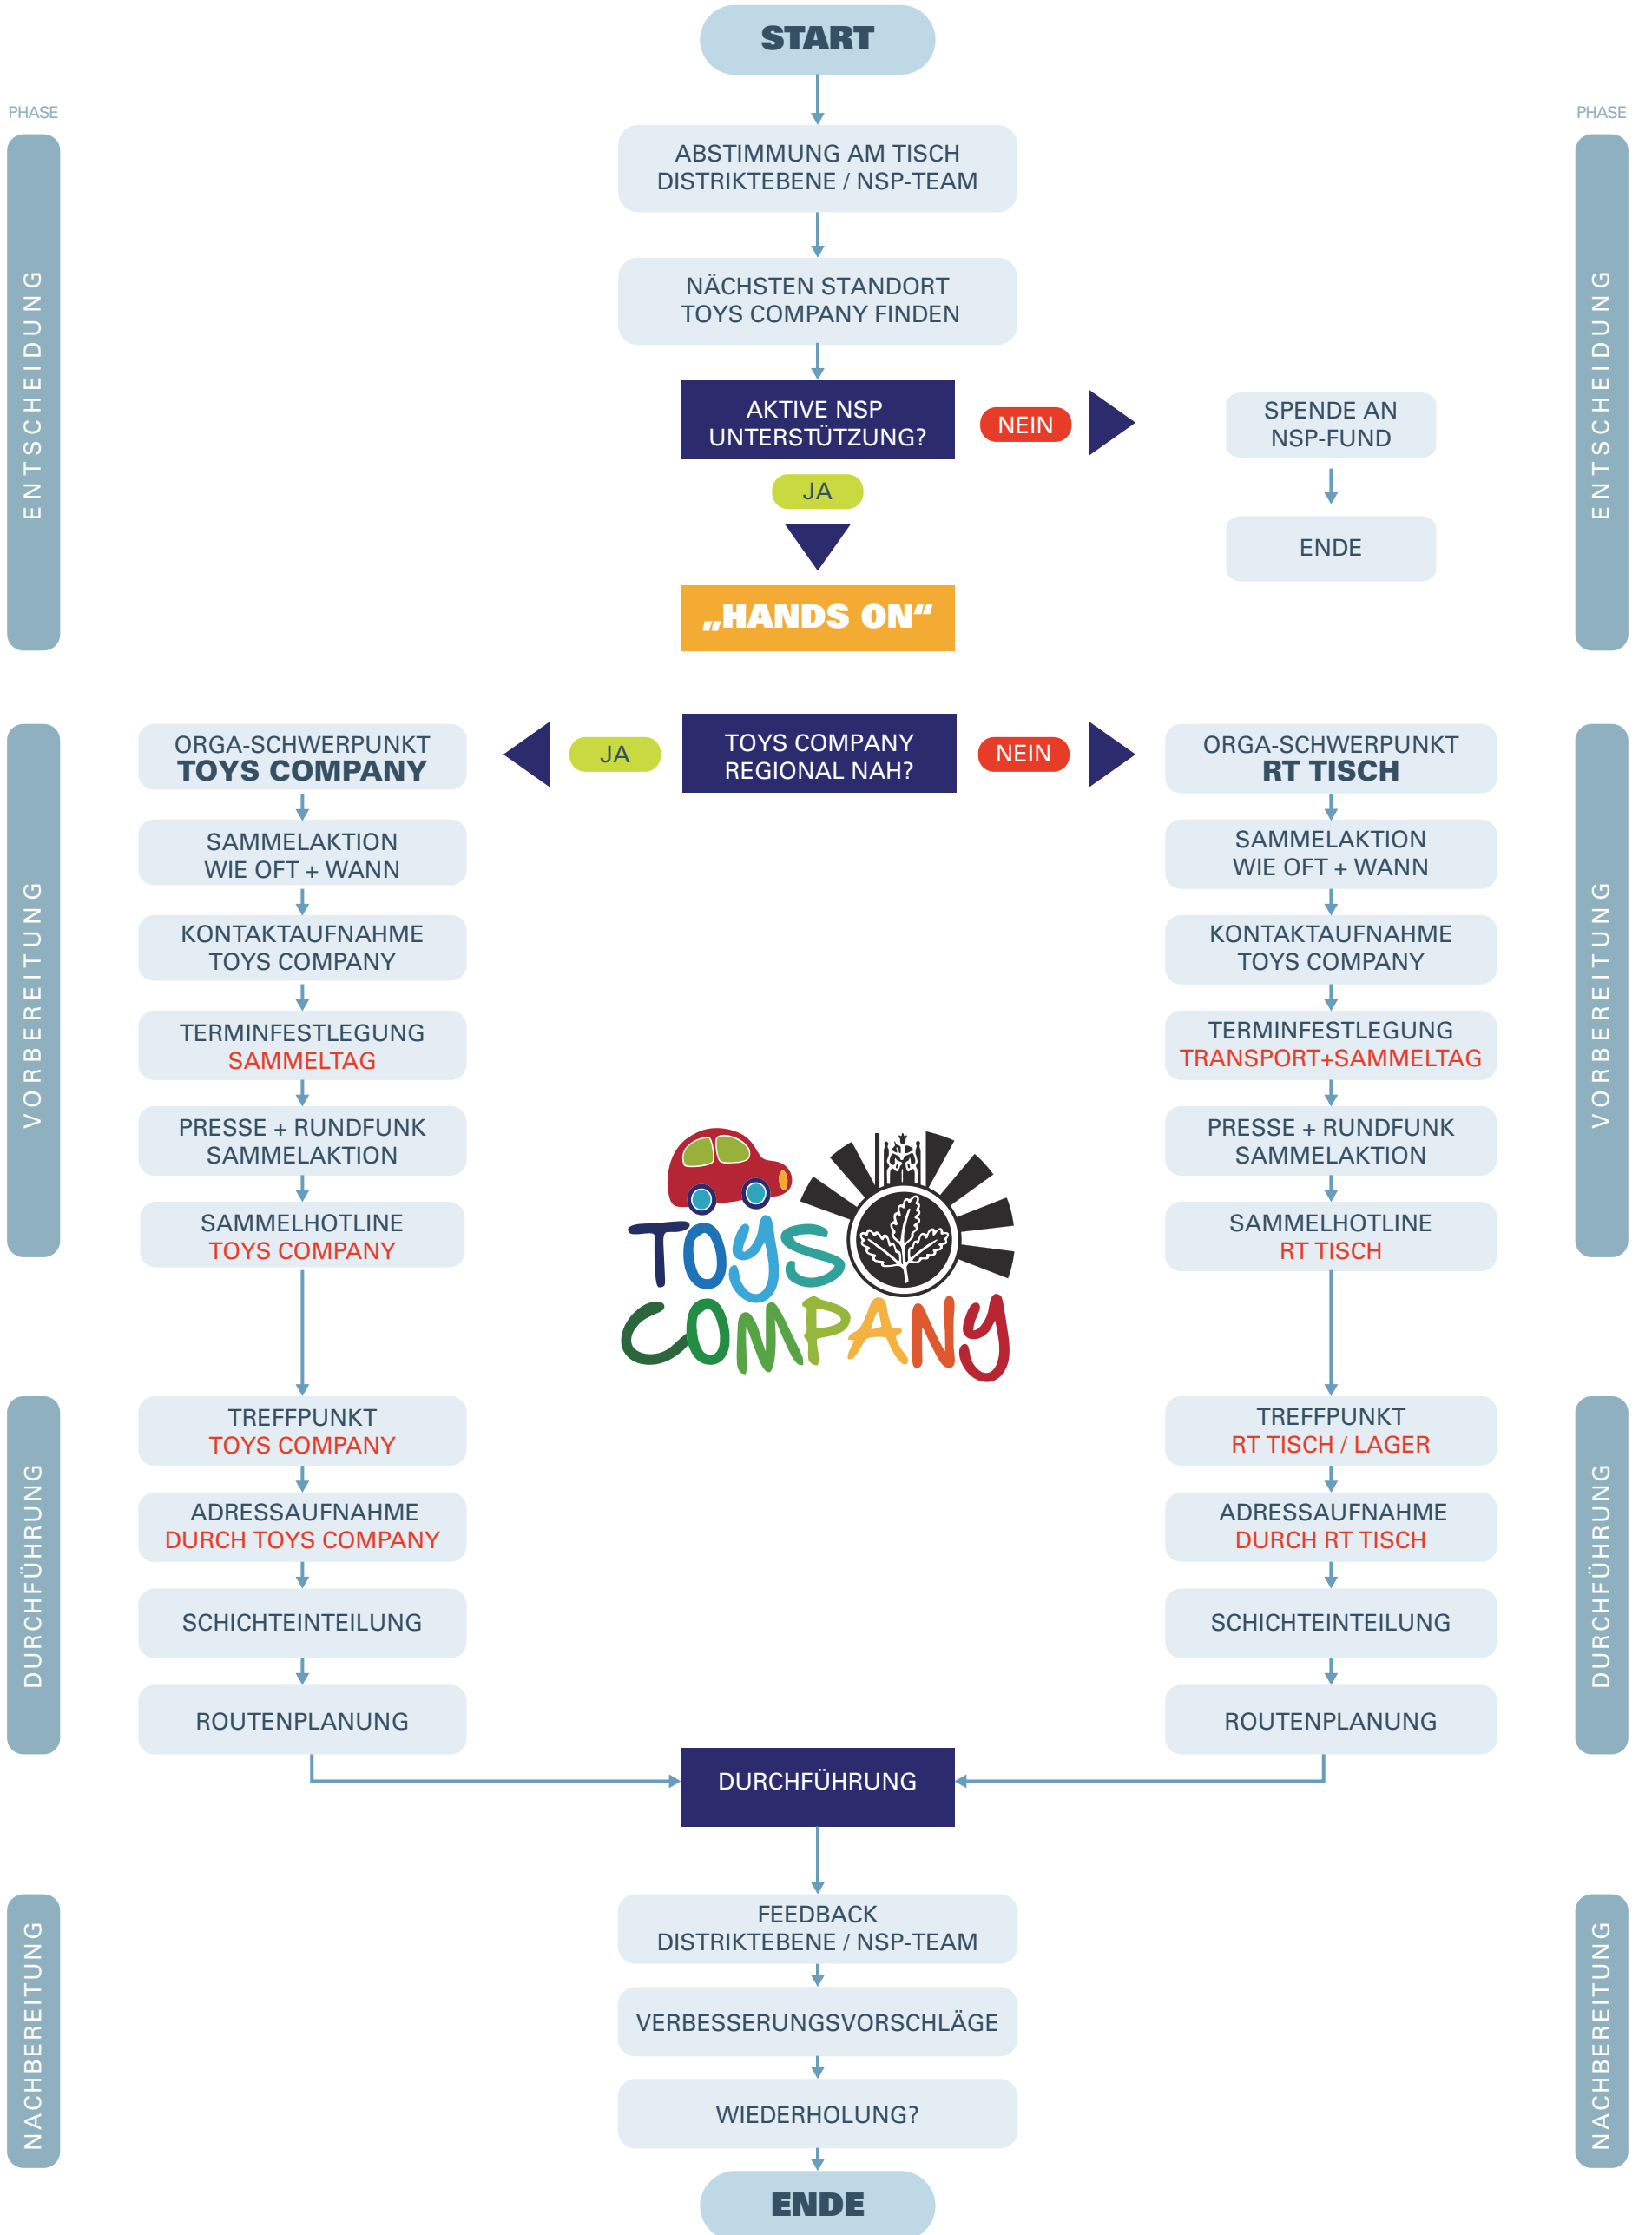 START
PHASE
PHASE
ENTSCHEIDUNG
ENTSCHEIDUNG
ABSTIMMUNG AM TISCH
DISTRIKTEBENE / NSP-TEAM
NÄCHSTEN STANDORT
TOYS COMPANY FINDEN
AKTIVE NSP
UNTERSTÜTZUNG?
NEIN
SPENDE AN
NSP-FUND
JA
ENDE
„HANDS ON“
VORBEREITUNG
VORBEREITUNG
TOYS COMPANY
REGIONAL NAH?
JA
NEIN
ORGA-SCHWERPUNKT
TOYS COMPANY
SAMMELAKTION
WIE OFT + WANN
KONTAKTAUFNAHME
TOYS COMPANY
TERMINFESTLEGUNG
SAMMELTAG
PRESSE + RUNDFUNK
SAMMELAKTION
SAMMELHOTLINE
TOYS COMPANY
ORGA-SCHWERPUNKT
RT TISCH
SAMMELAKTION
WIE OFT + WANN
KONTAKTAUFNAHME
TOYS COMPANY
TERMINFESTLEGUNG
TRANSPORT+SAMMELTAG
PRESSE + RUNDFUNK
SAMMELAKTION
SAMMELHOTLINE
RT TISCH
TOYS
COMPANY
DURCHFÜHRUNG
DURCHFÜHRUNG
TREFFPUNKT
TOYS COMPANY
ADRESSAUFNAHME
DURCH TOYS COMPANY
SCHICHTEINTEILUNG
ROUTENPLANUNG
TREFFPUNKT
RT TISCH / LAGER
ADRESSAUFNAHME
DURCH RT TISCH
SCHICHTEINTEILUNG
ROUTENPLANUNG
DURCHFÜHRUNG
NACHBEREITUNG
NACHBEREITUNG
FEEDBACK
DISTRIKTEBENE / NSP-TEAM
VERBESSERUNGSVORSCHLÄGE
WIEDERHOLUNG?
ENDE